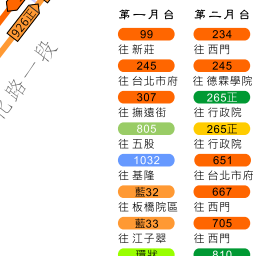 926正
路一段
第一月台
99
往新莊
245
往台北市府
307
往撫遠街
805
往五股
1032
往基隆
藍32
往板橋院區
藍33
往江子翠
環狀
第二月台
234
往西門
245
往德霖學院
265正
往行政院
265正
往行政院
651
往台北市府
667
往西門
705
往西門
810